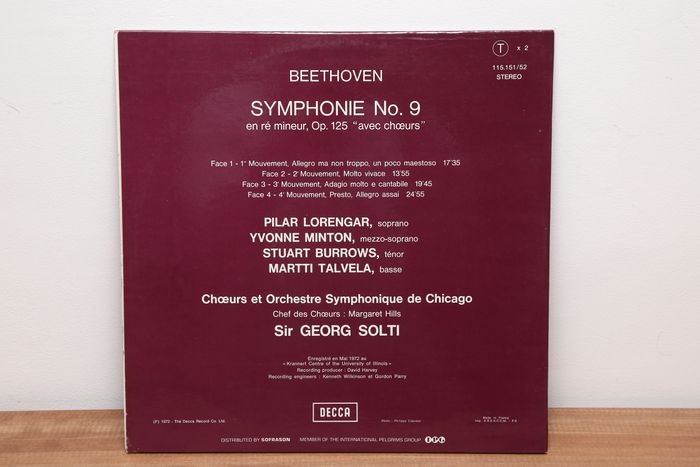 T x 2
115.151/52
STEREO
BEETHOVEN
SYMPHONIE No. 9
en ré mineur, Op. 125 "avec chœurs"
Face 1 - 1er Mouvement, Allegro ma non troppo, un poco maestoso 17'35
Face 2 - 2e Mouvement, Molto vivace 13'55
Face 3 - 3e Mouvement, Adagio molto e cantabile 19'45
Face 4 - 4e Mouvement, Presto, Allegro assai 24'55
PILAR LORENGAR, soprano
YVONNE MINTON, mezzo-soprano
STUART BURROWS, ténor
MARTTI TALVELA, basse
Chœurs et Orchestre Symphonique de Chicago
Chef des Chœurs : Margaret Hills
Sir GEORG SOLTI
Enregistré en Mai 1972 au
« Krannert Centre of the University of Illinois »
Recording producer : David Harvey
Recording engineers : Kenneth Wilkinson et Gordon Parry
DECCA
(P) 1972 - The Decca Record Co. Ltd.
Made in France
DISTRIBUTED BY SOFRASON MEMBER OF THE INTERNATIONAL PELGRIMS GROUP IPG